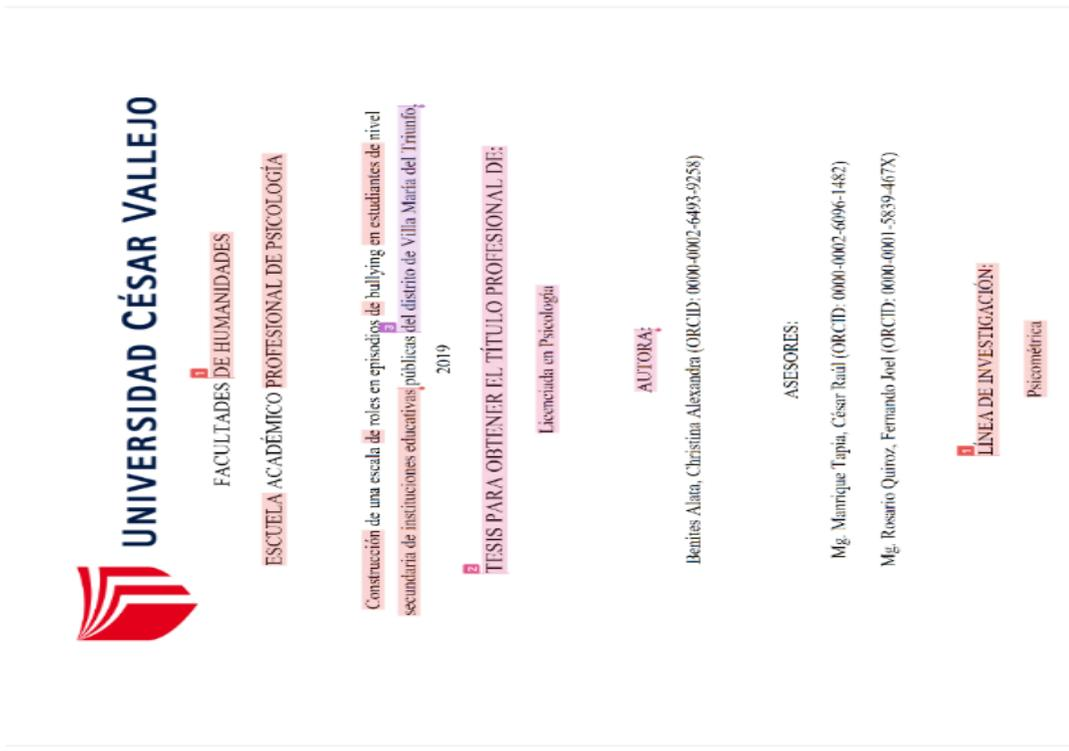 UNIVERSIDAD CÉSAR VALLEJO
1
FACULTADES DE HUMANIDADES
ESCUELA ACADÉMICO PROFESIONAL DE PSICOLOGÍA
Construcción de una escala de roles en episodios de bullying en estudiantes de nivel
3
secundaria de instituciones educativas públicas del distrito de Villa María del Triunfo,
2019
2
TESIS PARA OBTENER EL TÍTULO PROFESIONAL DE:
Licenciada en Psicología
AUTORA:
Benites Alata, Christina Alexandra (ORCID: 0000-0002-6493-9258)
ASESORES:
Mg. Manrique Tapia, César Raúl (ORCID: 0000-0002-6096-1482)
Mg. Rosario Quiroz, Fernando Joel (ORCID: 0000-0001-5839-467X)
1
LÍNEA DE INVESTIGACIÓN:
Psicométrica